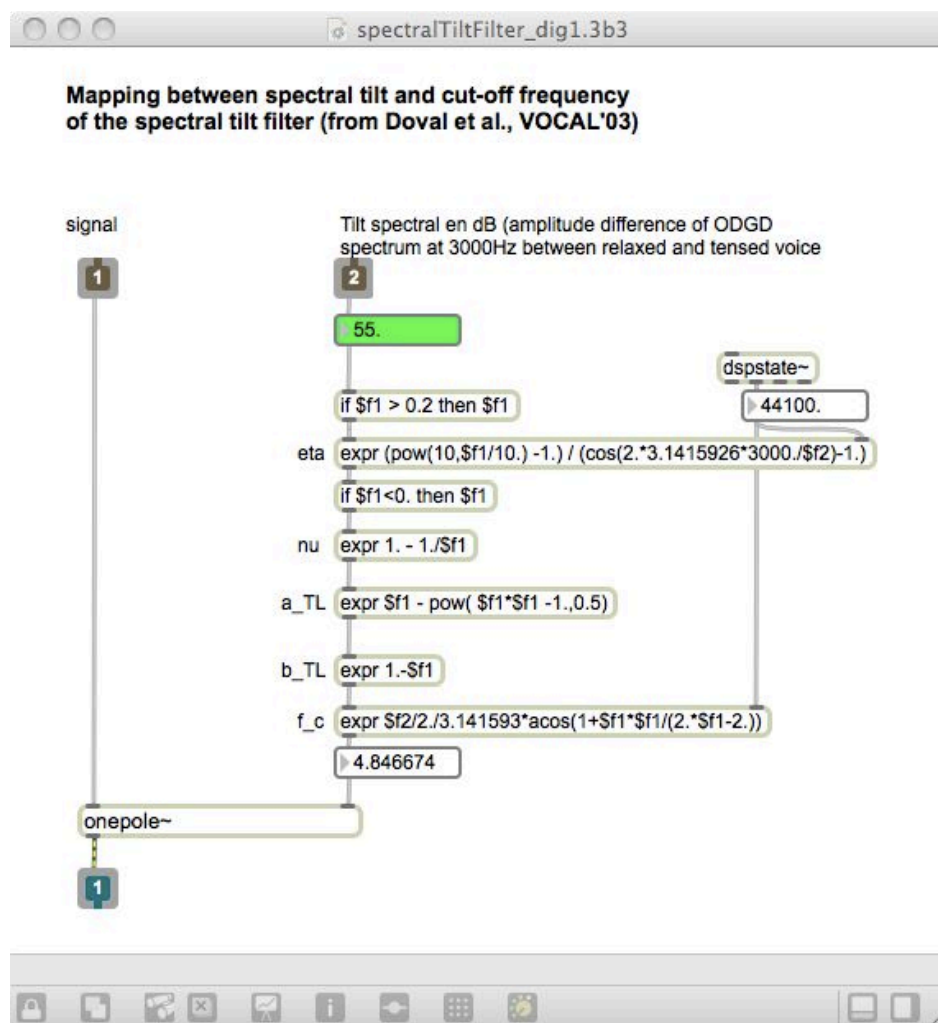 spectralTiltFilter_dig1.3b3
Mapping between spectral tilt and cut-off frequency
of the spectral tilt filter (from Doval et al., VOCAL'03)
signal
Tilt spectral en dB (amplitude difference of ODGD
spectrum at 3000Hz between relaxed and tensed voice
1
2
55.
dspstate~
if $f1 > 0.2 then $f1
44100.
eta expr (pow(10,$f1/10.) -1.) / (cos(2.*3.1415926*3000./$f2)-1.)
if $f1<0. then $f1
nu expr 1. - 1./$f1
a_TL expr $f1 - pow( $f1*$f1 -1.,0.5)
b_TL expr 1.-$f1
f_c expr $f2/2./3.141593*acos(1+$f1*$f1/(2.*$f1-2.))
4.846674
onepole~
1